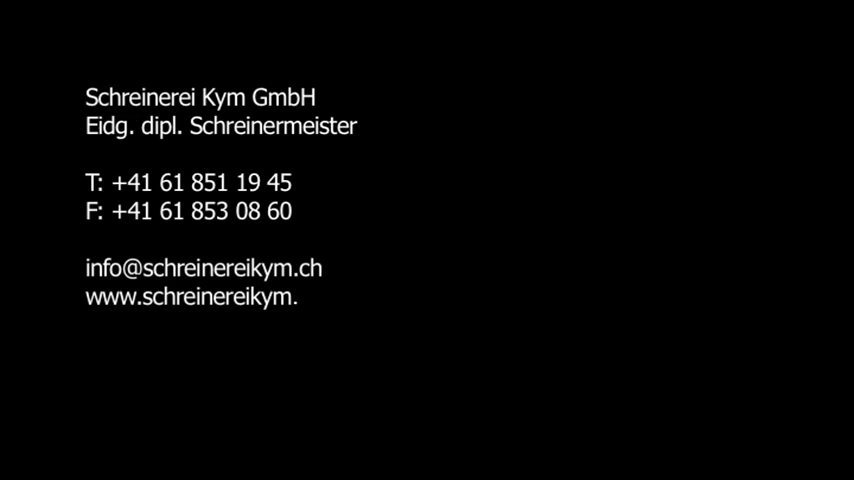 Schreinerei Kym GmbH
Eidg. dipl. Schreinermeister
T: +41 61 851 19 45
F: +41 61 853 08 60
info@schreinereikym.ch
www.schreinereikym.